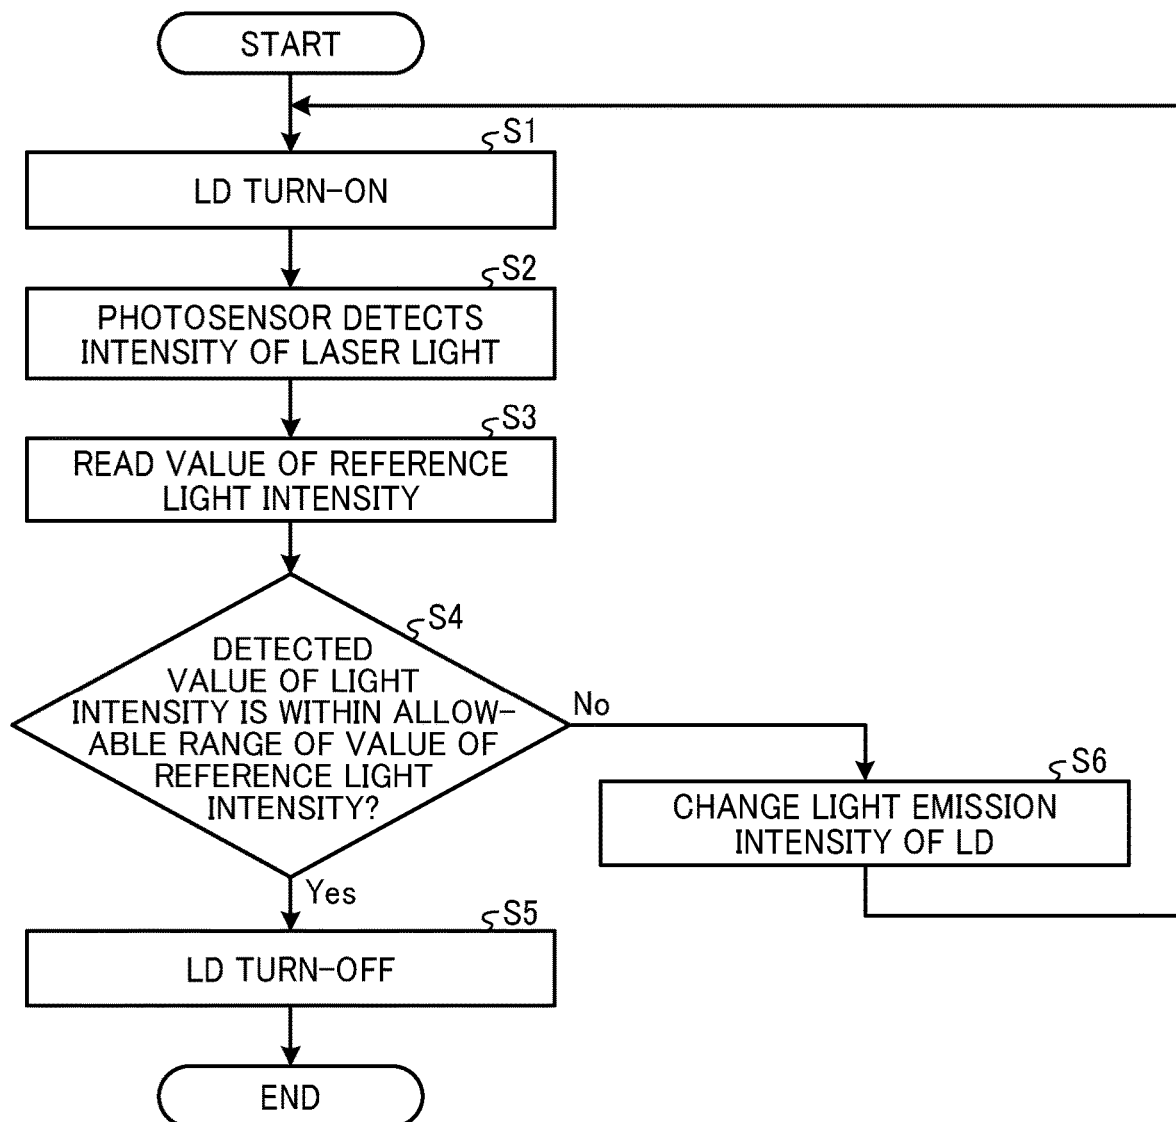 START
S1
LD TURN-ON
S2
PHOTOSENSOR DETECTS
INTENSITY OF LASER LIGHT
S3
READ VALUE OF REFERENCE
LIGHT INTENSITY
S4
DETECTED
VALUE OF LIGHT
INTENSITY IS WITHIN ALLOW-
ABLE RANGE OF VALUE OF
REFERENCE LIGHT
INTENSITY?
No
S6
CHANGE LIGHT EMISSION
INTENSITY OF LD
Yes
S5
LD TURN-OFF
END